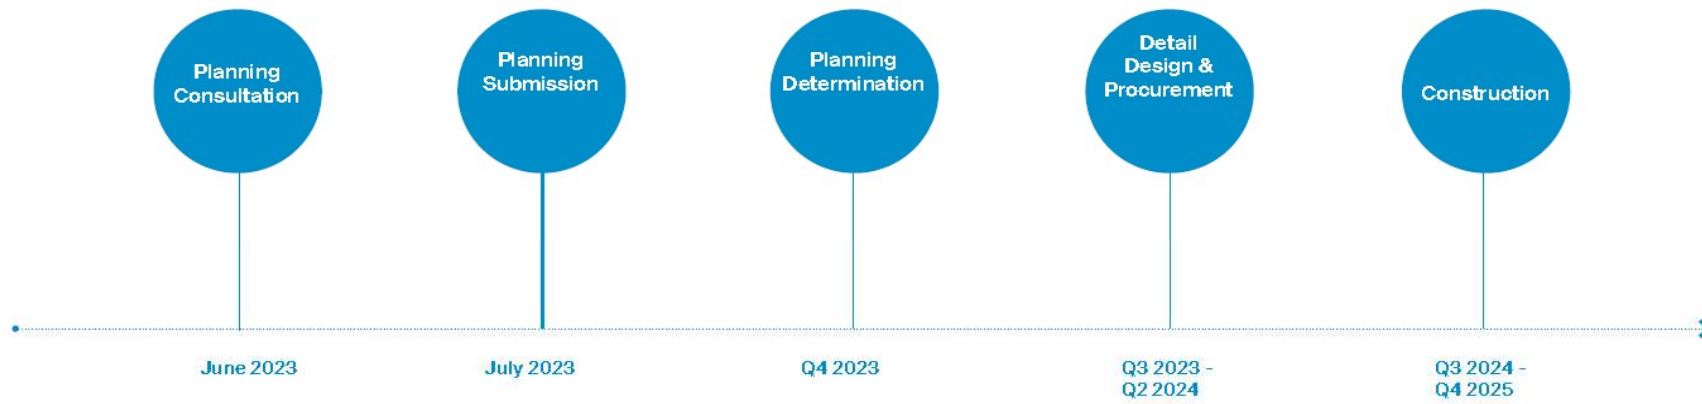 Planning
Consultation
Planning
Submission
Planning
Determination
Detail
Design &
Procurement
Construction
June 2023
July 2023
Q4 2023
Q3 2023 -
Q2 2024
Q3 2024 -
Q4 2025